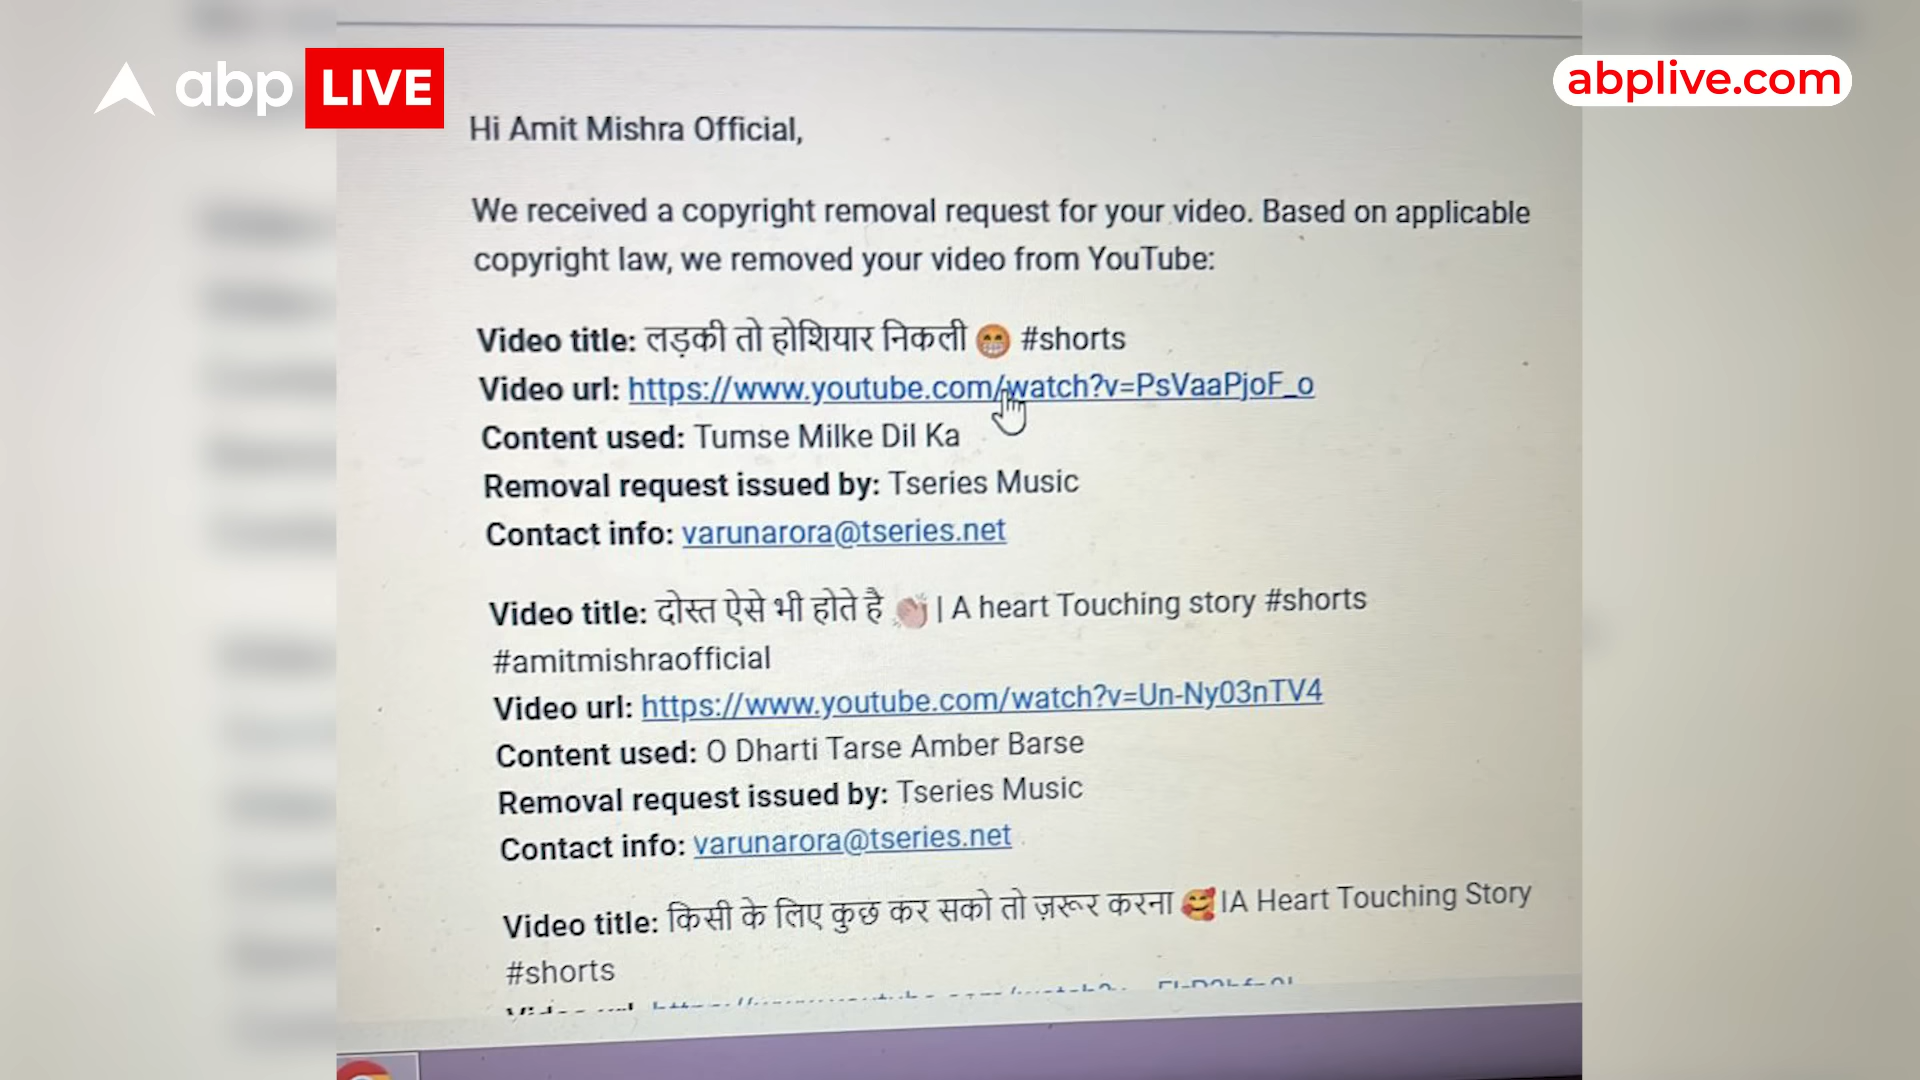 abp LIVE
abplive.com
Hi Amit Mishra Official,
We received a copyright removal request for your video. Based on applicable
copyright law, we removed your video from YouTube:
Video title: लड़की तो होशियार निकली 😁 #shorts
Video url: https://www.youtube.com/watch?v=PsVaaPjoF_o
Content used: Tumse Milke Dil Ka
Removal request issued by: Tseries Music
Contact info: varunarora@tseries.net
Video title: दोस्त ऐसे भी होते है 👏 | A heart Touching story #shorts
#amitmishraofficial
Video url: https://www.youtube.com/watch?v=Un-Ny03nTV4
Content used: O Dharti Tarse Amber Barse
Removal request issued by: Tseries Music
Contact info: varunarora@tseries.net
Video title: किसी के लिए कुछ कर सको तो ज़रूर करना 🥰 IA Heart Touching Story
#shorts